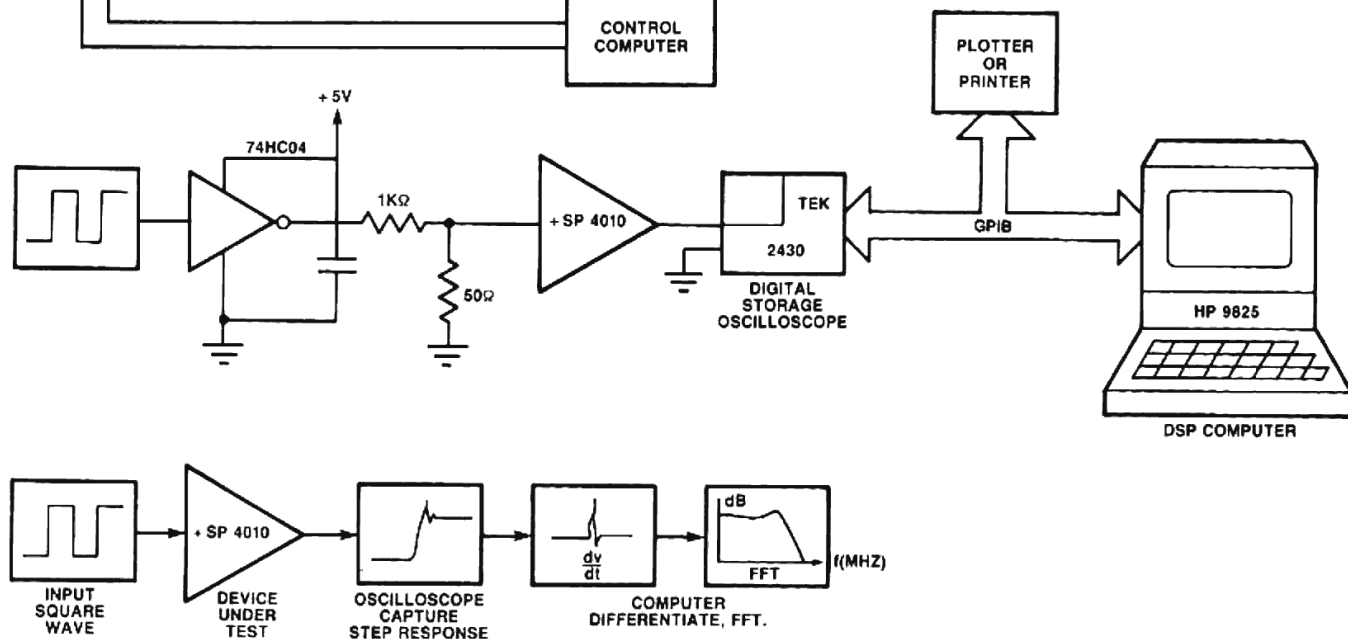 CONTROL
COMPUTER
PLOTTER
OR
PRINTER
+ 5V
74HC04
1KΩ
50Ω
+ SP 4010
TEK
2430
DIGITAL
STORAGE
OSCILLOSCOPE
GPIB
HP 9825
DSP COMPUTER
INPUT
SQUARE
WAVE
+ SP 4010
DEVICE
UNDER
TEST
OSCILLOSCOPE
CAPTURE
STEP RESPONSE
dv
dt
COMPUTER
DIFFERENTIATE, FFT.
dB
FFT
f(MHZ)